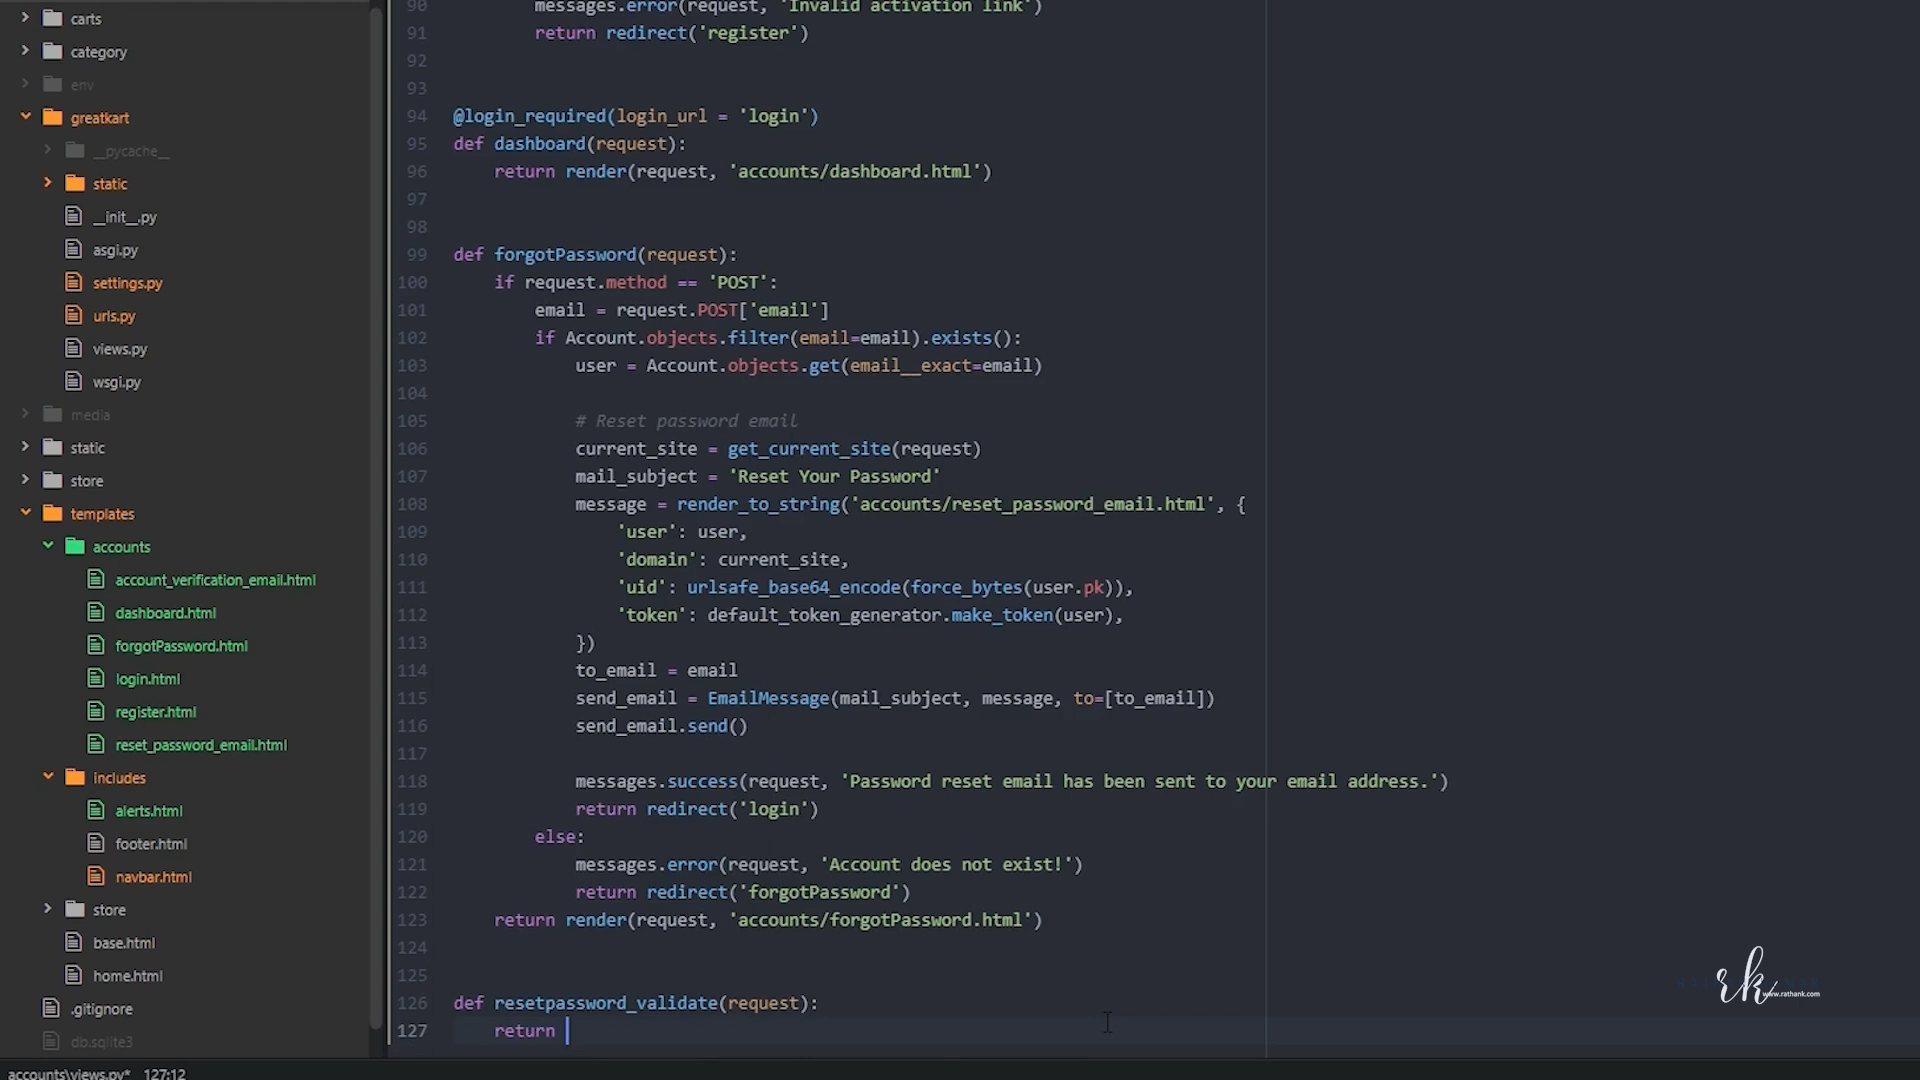 carts
category
env
greatkart
__pycache__
static
__init__.py
asgi.py
settings.py
urls.py
views.py
wsgi.py
media
static
store
templates
accounts
account_verification_email.html
dashboard.html
forgotPassword.html
login.html
register.html
reset_password_email.html
includes
alerts.html
footer.html
navbar.html
store
base.html
home.html
.gitignore
db.sqlite3
90 messages.error(request, 'Invalid activation link')
91 return redirect('register')
92
93
94 @login_required(login_url = 'login')
95 def dashboard(request):
96 return render(request, 'accounts/dashboard.html')
97
98
99 def forgotPassword(request):
100 if request.method == 'POST':
101 email = request.POST['email']
102 if Account.objects.filter(email=email).exists():
103 user = Account.objects.get(email__exact=email)
104
105 # Reset password email
106 current_site = get_current_site(request)
107 mail_subject = 'Reset Your Password'
108 message = render_to_string('accounts/reset_password_email.html', {
109 'user': user,
110 'domain': current_site,
111 'uid': urlsafe_base64_encode(force_bytes(user.pk)),
112 'token': default_token_generator.make_token(user),
113 })
114 to_email = email
115 send_email = EmailMessage(mail_subject, message, to=[to_email])
116 send_email.send()
117
118 messages.success(request, 'Password reset email has been sent to your email address.')
119 return redirect('login')
120 else:
121 messages.error(request, 'Account does not exist!')
122 return redirect('forgotPassword')
123 return render(request, 'accounts/forgotPassword.html')
124
125
126 def resetpassword_validate(request):
127 return
rk
www.rathank.com
accounts\views.py* 127:12